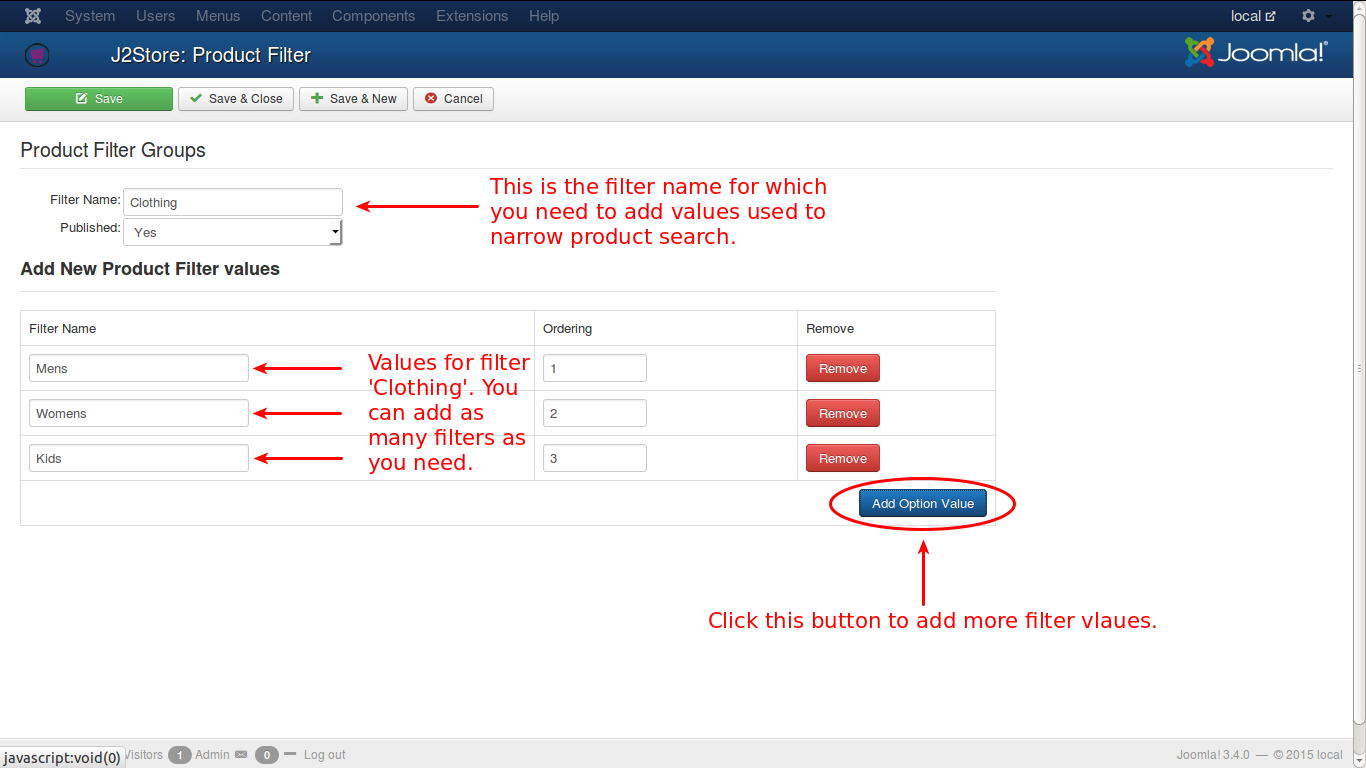 System Users Menus Content Components Extensions Help local
J2Store: Product Filter Joomla!®
Save Save & Close Save & New Cancel
Product Filter Groups
Filter Name: Clothing
Published: Yes
This is the filter name for which
you need to add values used to
narrow product search.
Add New Product Filter values
Filter Name Ordering Remove
Mens 1 Remove
Womens 2 Remove
Kids 3 Remove
Values for filter
'Clothing'. You
can add as
many filters as
you need.
Add Option Value
Click this button to add more filter vlaues.
javascript:void(0) Visitors 1 Admin 0 Log out Joomla! 3.4.0 — © 2015 local